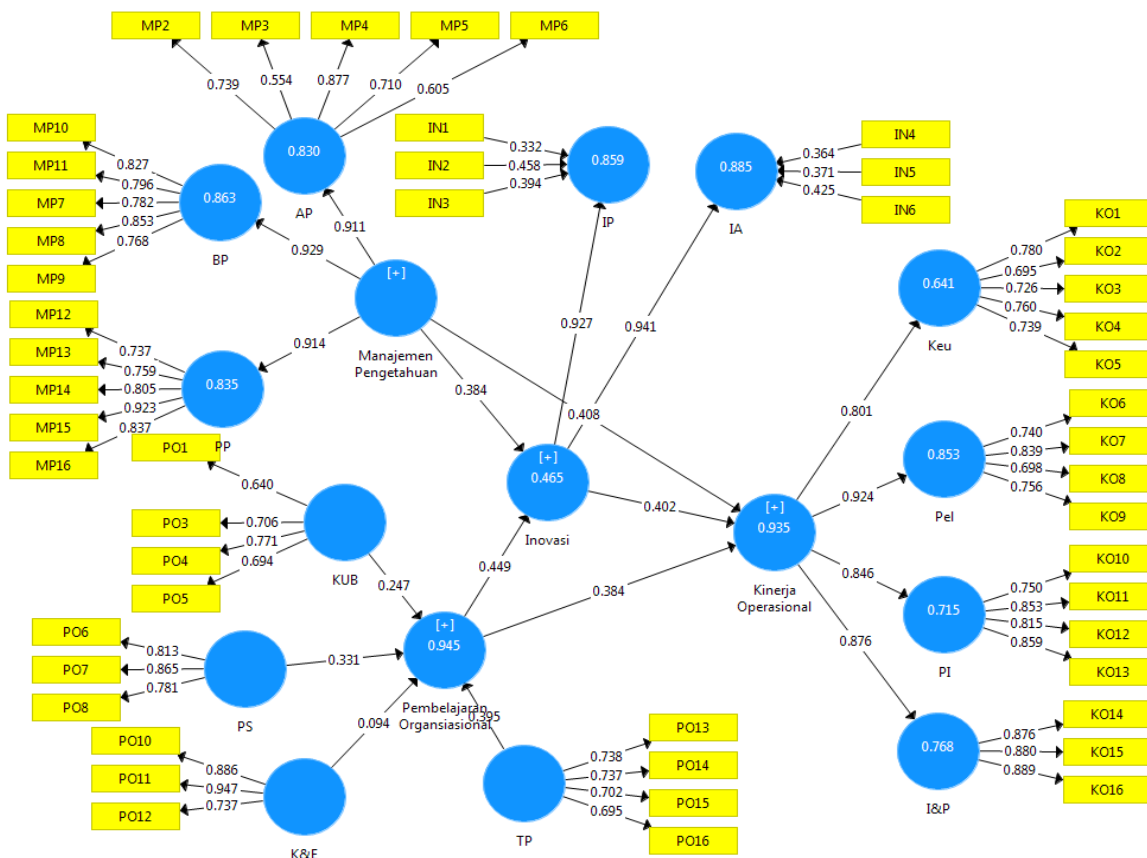 MP2
MP3
MP4
MP5
MP6
0.739
0.554
0.877
0.710
0.605
0.830
AP
MP10
MP11
MP7
MP8
MP9
0.827
0.796
0.782
0.853
0.768
0.863
BP
0.911
0.929
0.914
IN1
IN2
IN3
0.332
0.458
0.394
0.859
IP
0.885
IA
0.364
0.371
0.425
IN4
IN5
IN6
[+]
Manajemen
Pengetahuan
MP12
MP13
MP14
MP15
MP16
0.737
0.759
0.805
0.923
0.837
0.835
PP
0.384
0.408
0.927
0.941
0.641
Keu
0.780
0.695
0.726
0.760
0.739
KO1
KO2
KO3
KO4
KO5
PO1
PO3
PO4
PO5
0.640
0.706
0.771
0.694
KUB
0.247
[+]
0.465
Inovasi
0.402
0.449
0.384
[+]
0.935
Kinerja
Operasional
0.801
0.924
0.846
0.876
0.853
Pel
0.740
0.839
0.698
0.756
KO6
KO7
KO8
KO9
0.715
PI
0.750
0.853
0.815
0.859
KO10
KO11
KO12
KO13
PO6
PO7
PO8
0.813
0.865
0.781
PS
0.331
[+]
0.945
Pembelajaran
Organsiasional
0.094
0.395
PO10
PO11
PO12
0.886
0.947
0.737
K&E
TP
0.738
0.737
0.702
0.695
PO13
PO14
PO15
PO16
0.768
I&P
0.876
0.880
0.889
KO14
KO15
KO16